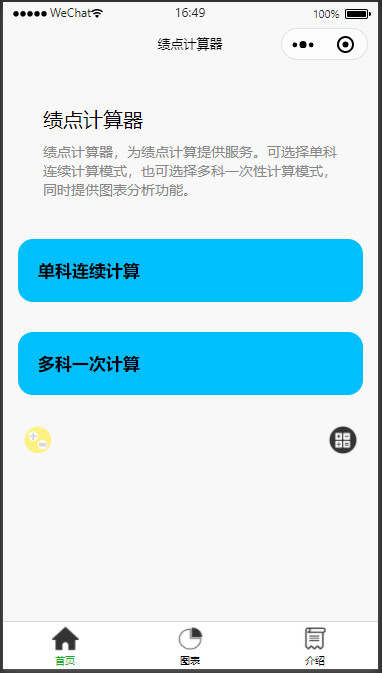 WeChat 16:49 100%
绩点计算器
绩点计算器
绩点计算器，为绩点计算提供服务。可选择单科
连续计算模式，也可选择多科一次性计算模式，
同时提供图表分析功能。
单科连续计算
多科一次计算
首页 图表 介绍